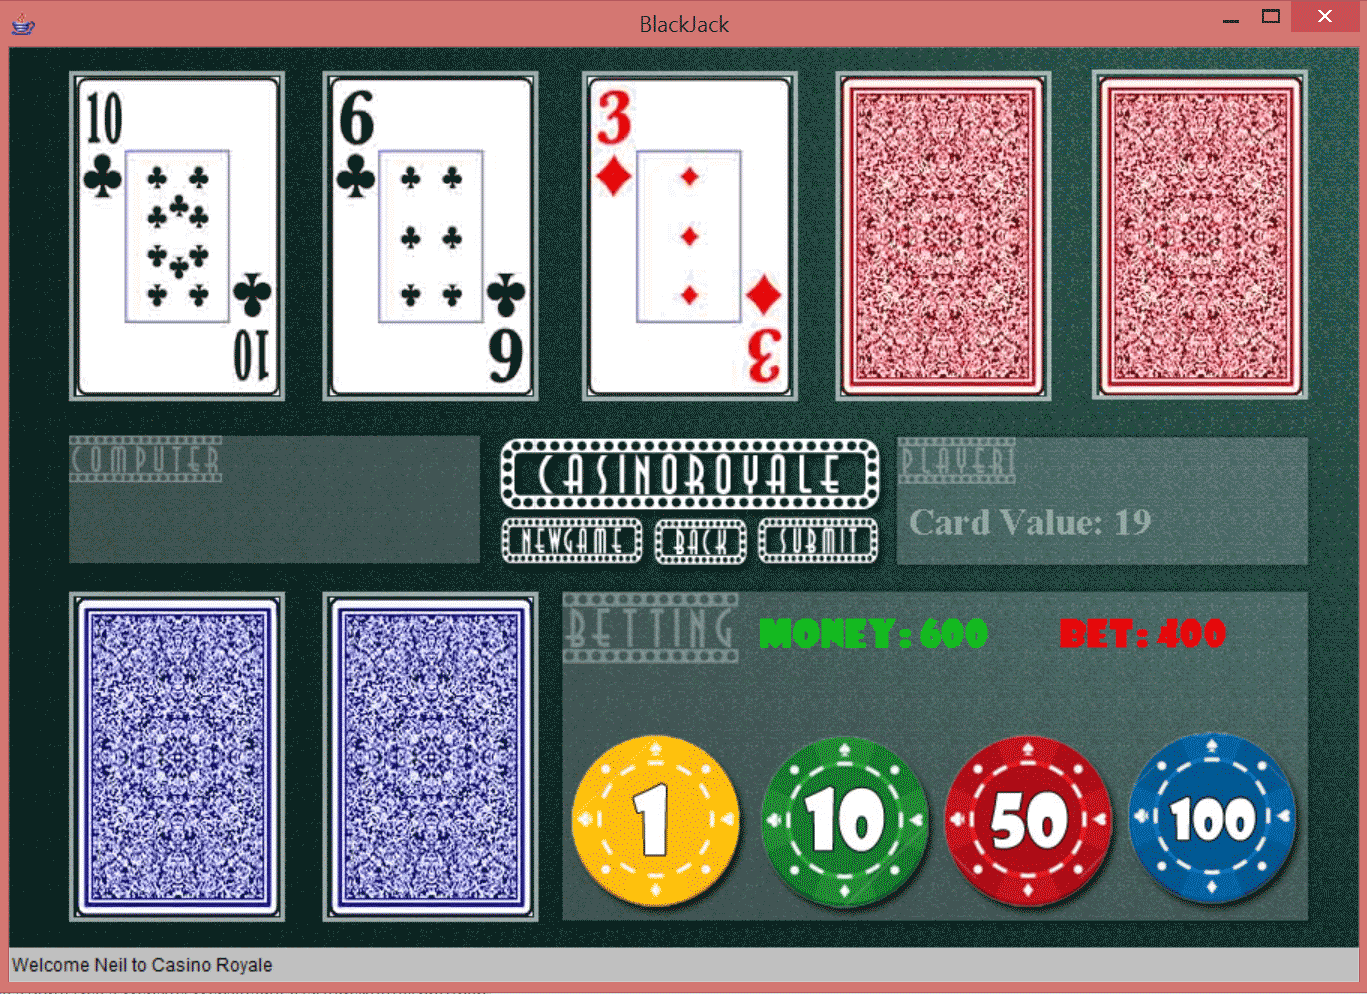 BlackJack
10
6
3
10
6
3
COMPUTER
CASINOROYALE
PLAYER1
NEWGAME
BACK
SUBMIT
Card Value: 19
BETTING
MONEY: 600
BET: 400
1
10
50
100
Welcome Neil to Casino Royale